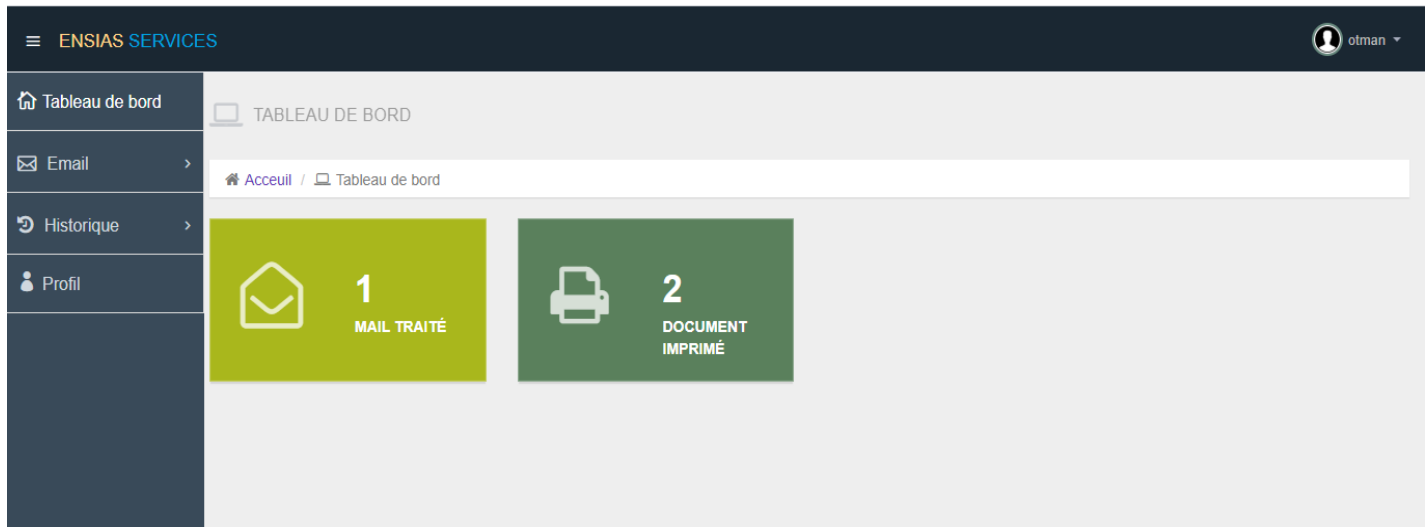 ENSIAS SERVICES
otman
Tableau de bord
Email
Historique
Profil
TABLEAU DE BORD
Acceuil / Tableau de bord
1
MAIL TRAITÉ
2
DOCUMENT
IMPRIMÉ